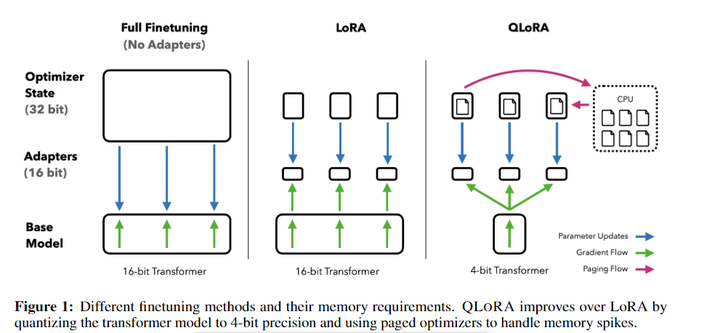 Full Finetuning
(No Adapters)
LoRA
QLoRA
Optimizer
State
(32 bit)
CPU
Adapters
(16 bit)
Base
Model
Parameter Updates
Gradient Flow
Paging Flow
16-bit Transformer
16-bit Transformer
4-bit Transformer
Figure 1: Different finetuning methods and their memory requirements. QLORA improves over LoRA by
quantizing the transformer model to 4-bit precision and using paged optimizers to handle memory spikes.